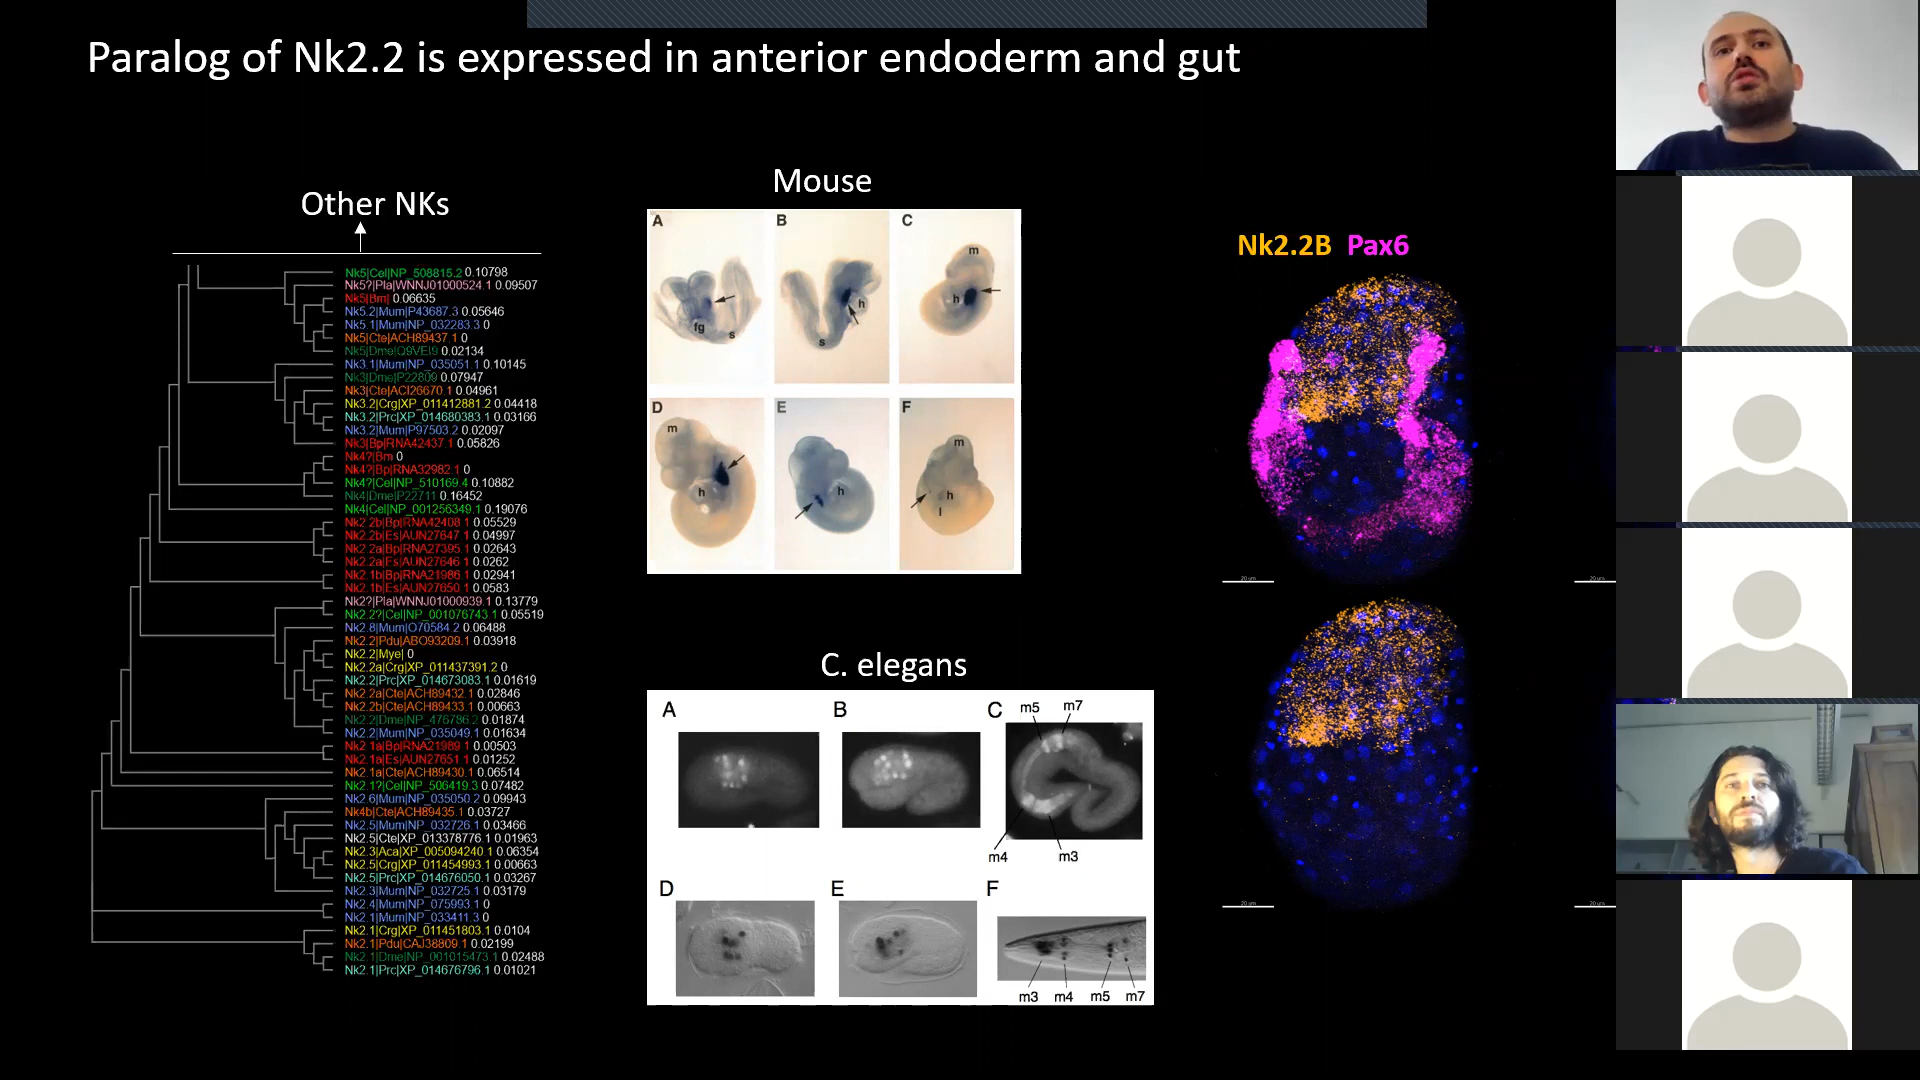 Paralog of Nk2.2 is expressed in anterior endoderm and gut
Other NKs
Nk5|Cel|NP_508815.2 0.10798
Nk5?|Pla|WNNJ01000524.1 0.09507
Nk5|Bm| 0.06635
Nk5.2|Mum|P43687.3 0.05646
Nk5.1|Mum|NP_032283.3 0
Nk5|Cte|ACH89437.1 0
Nk5|Dme|Q9VEI9 0.02134
Nk3.1|Mum|NP_035051.1 0.10145
Nk3|Dme|P22809 0.07947
Nk3|Cte|ACI26670.1 0.04961
Nk3.2|Crg|XP_011412881.2 0.04418
Nk3.2|Prc|XP_014680383.1 0.03166
Nk3.2|Mum|P97503.2 0.02097
Nk3|Bp|RNA42437.1 0.05826
Nk4?|Bm 0
Nk4?|Bp|RNA32982.1 0
Nk4?|Cel|NP_510169.4 0.10882
Nk4|Dme|P22711 0.16452
Nk4|Cel|NP_001256349.1 0.19076
Nk2.2b|Bp|RNA42408.1 0.05529
Nk2.2b|Es|AUN27647.1 0.04997
Nk2.2a|Bp|RNA27395.1 0.02643
Nk2.2a|Es|AUN27646.1 0.0262
Nk2.1b|Bp|RNA21986.1 0.02941
Nk2.1b|Es|AUN27650.1 0.0583
Nk2?|Pla|WNNJ01000939.1 0.13779
Nk2.2?|Cel|NP_001076743.1 0.05519
Nk2.8|Mum|O70584.2 0.06488
Nk2.2|Pdu|ABO93209.1 0.03918
Nk2.2|Mye| 0
Nk2.2a|Crg|XP_011437391.2 0
Nk2.2|Prc|XP_014673083.1 0.01619
Nk2.2a|Cte|ACH89432.1 0.02846
Nk2.2b|Cte|ACH89433.1 0.00663
Nk2.2|Dme|NP_476786.2 0.01874
Nk2.2|Mum|NP_035049.1 0.01634
Nk2.1a|Bp|RNA21989.1 0.00503
Nk2.1a|Es|AUN27651.1 0.01252
Nk2.1a|Cte|ACH89430.1 0.06514
Nk2.1?|Cel|NP_506419.3 0.07482
Nk2.6|Mum|NP_035050.2 0.09943
Nk4b|Cte|ACH89435.1 0.03727
Nk2.5|Mum|NP_032726.1 0.03466
Nk2.5|Cte|XP_013378776.1 0.01963
Nk2.3|Aca|XP_005094240.1 0.06354
Nk2.5|Crg|XP_011454993.1 0.00663
Nk2.5|Prc|XP_014676050.1 0.03267
Nk2.3|Mum|NP_032725.1 0.03179
Nk2.4|Mum|NP_075993.1 0
Nk2.1|Mum|NP_033411.3 0
Nk2.1|Crg|XP_011451803.1 0.0104
Nk2.1|Pdu|CAJ38809.1 0.02199
Nk2.1|Dme|NP_001015473.1 0.02488
Nk2.1|Prc|XP_014676796.1 0.01021
Mouse
A B C
m
h h
fg s s
D E F
m m
h h h
l
C. elegans
A B C m5 m7
m4 m3
D E F
m3 m4 m5 m7
Nk2.2B Pax6
20 µm
20 µm
20 µm
20 µm